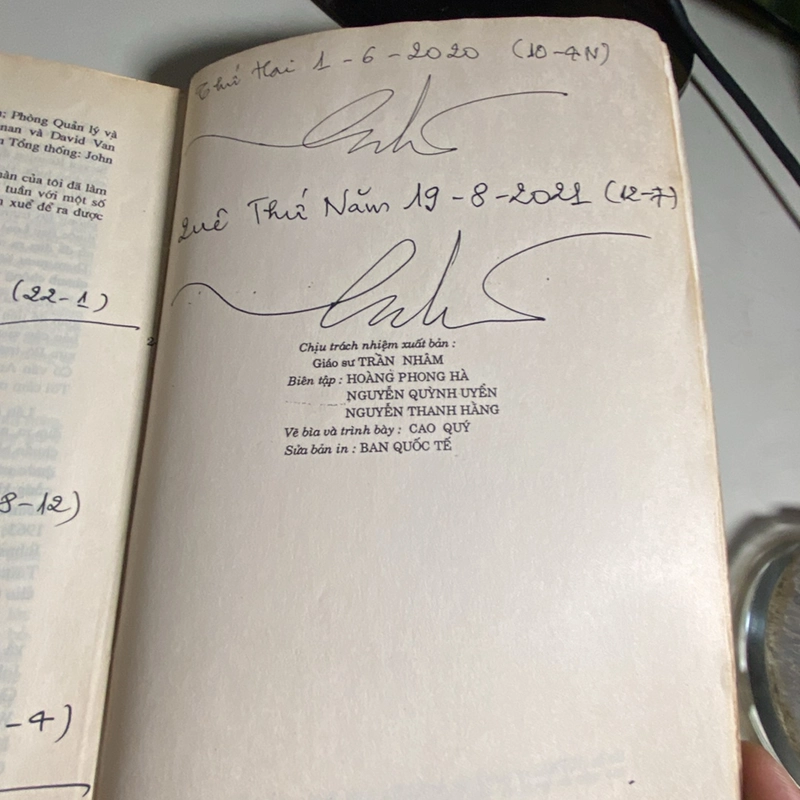 ; Phòng Quản lý và
nan và David Van
Tổng thống: John
àn của tôi đã làm
tuần với một số
xuể để ra được
(22-1)
8-12)
-4)
Thứ Hai 1-6-2020 (10-4N)
Quê Thứ Năm 19-8-2021 (12-7)
Chịu trách nhiệm xuất bản :
Giáo sư TRẦN NHÂM
Biên tập : HOÀNG PHONG HÀ
NGUYỄN QUỲNH UYỂN
NGUYỄN THANH HẰNG
Vẽ bìa và trình bày : CAO QUÝ
Sửa bản in : BAN QUỐC TẾ